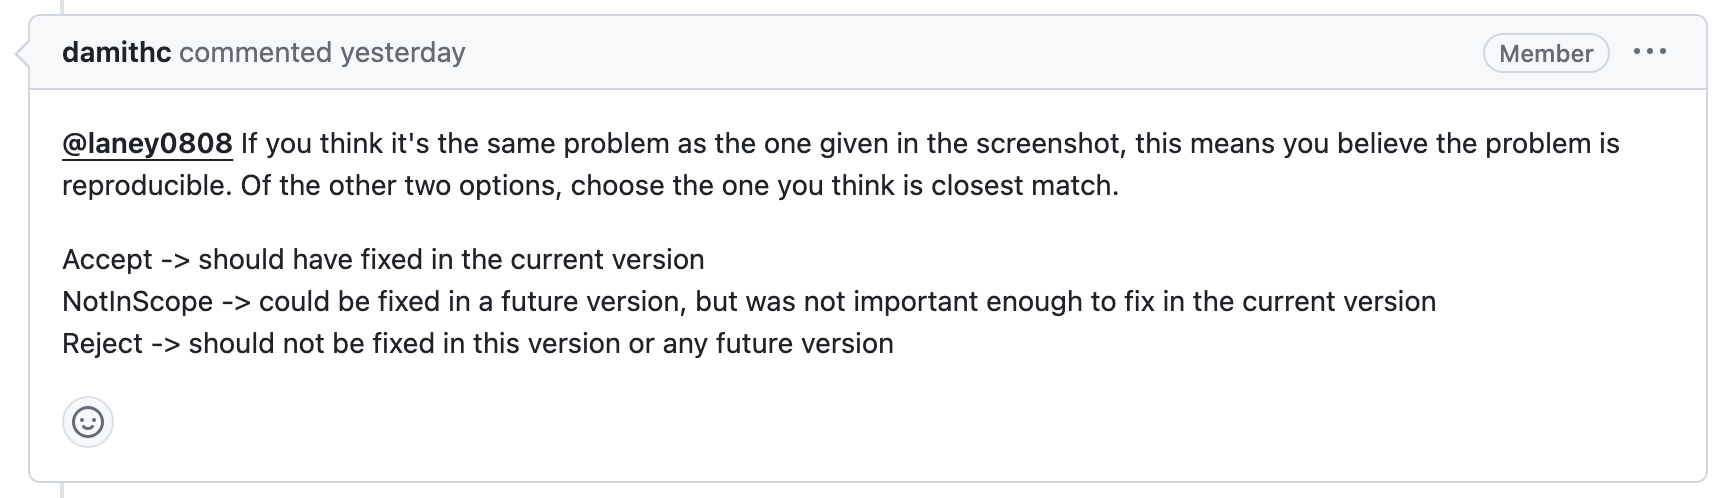 damithc commented yesterday
Member
@laney0808 If you think it's the same problem as the one given in the screenshot, this means you believe the problem is
reproducible. Of the other two options, choose the one you think is closest match.
Accept -> should have fixed in the current version
NotInScope -> could be fixed in a future version, but was not important enough to fix in the current version
Reject -> should not be fixed in this version or any future version